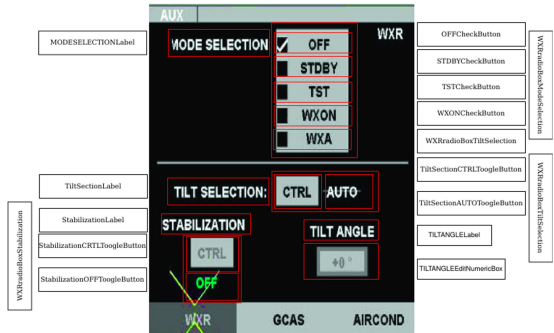 AUX
WXR
MODE SELECTION
OFF
STDBY
TST
WXON
WXA
TILT SELECTION: CTRL AUTO
STABILIZATION
CTRL
OFF
TILT ANGLE
+0°
WXR GCAS AIRCOND
MODESELECTIONLabel
TiltSectionLabel
StabilizationLabel
StabilizationCRTLToogleButton
StabilizationOFFToogleButton
WXRradioBoxStabilization
OFFCheckButton
STDBYCheckButton
TSTCheckButton
WXONCheckButton
WXRradioBoxTiltSelection
TiltSectionCTRLToogleButton
TiltSectionAUTOToogleButton
TILTANGLELabel
TILTANGLEEditNumericBox
WXRradioBoxModeSelection
WXRradioBoxTiltSelection